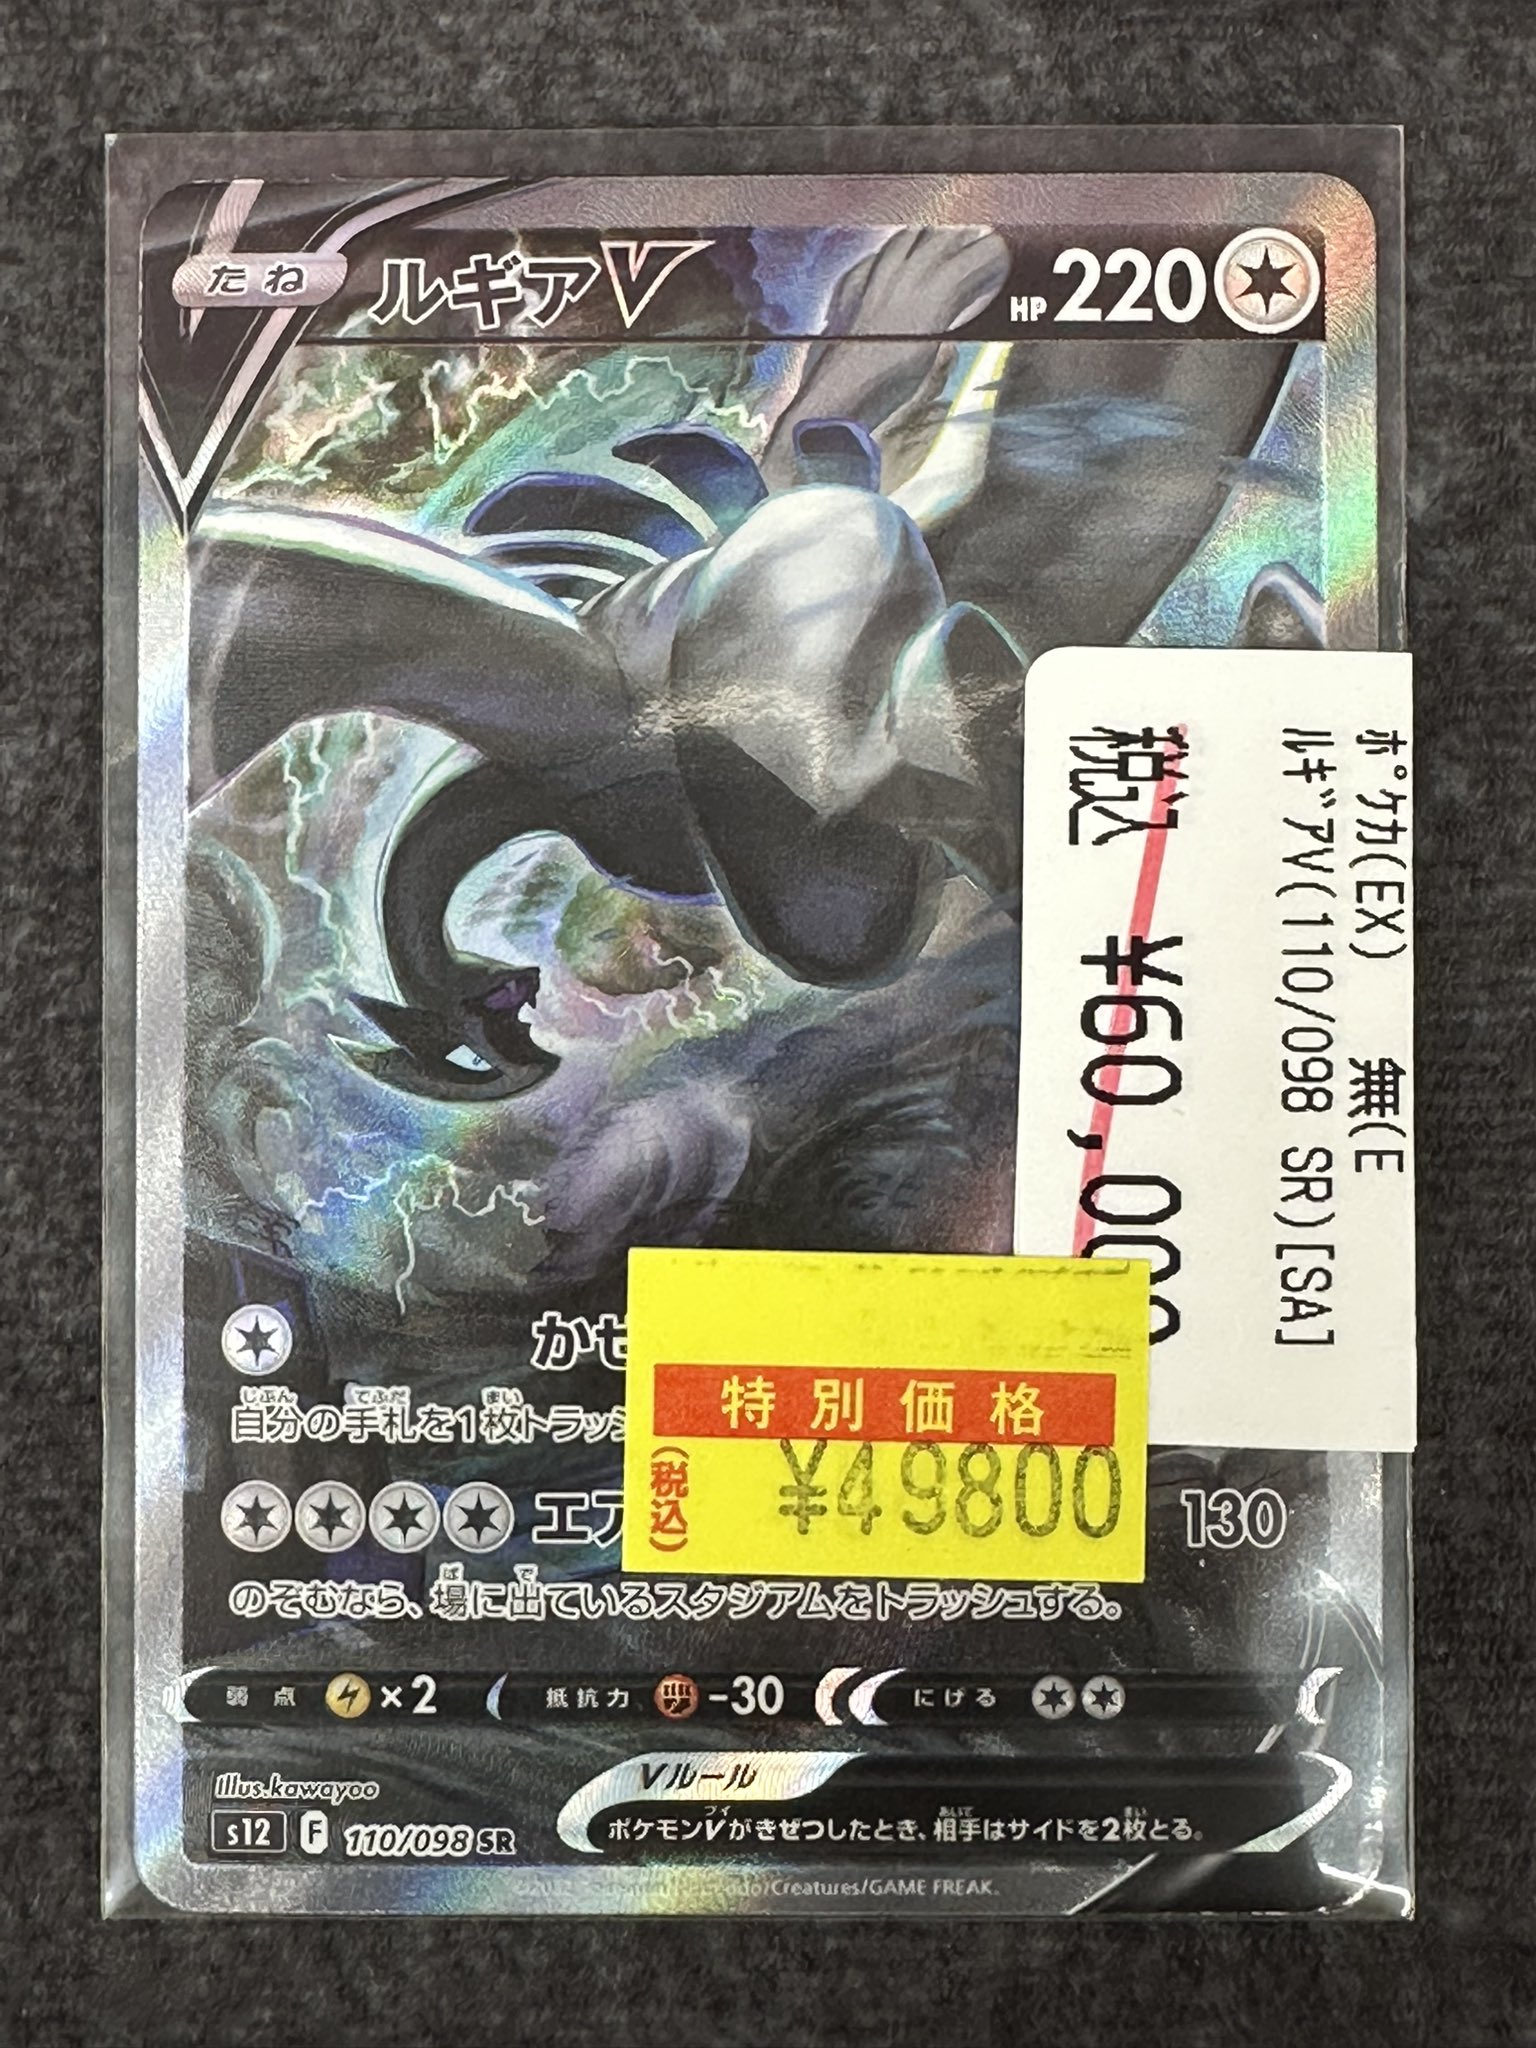 たね
ルギアV
HP 220
ポケカ(EX) 無(E
ルギアV(110/098 SR)[SA]
税込 ¥60,000
かぜ
自分の手札を1枚トラッシ
特別価格
(税込) ¥49800
エア
130
のぞむなら、場に出ているスタジアムをトラッシュする。
弱点 ×2 抵抗力 -30 にげる
Vルール
ポケモンVがきぜつしたとき、相手はサイドを2枚とる。
Illus.kawayoo
s12 F 110/098 SR
/Creatures/GAME FREAK.